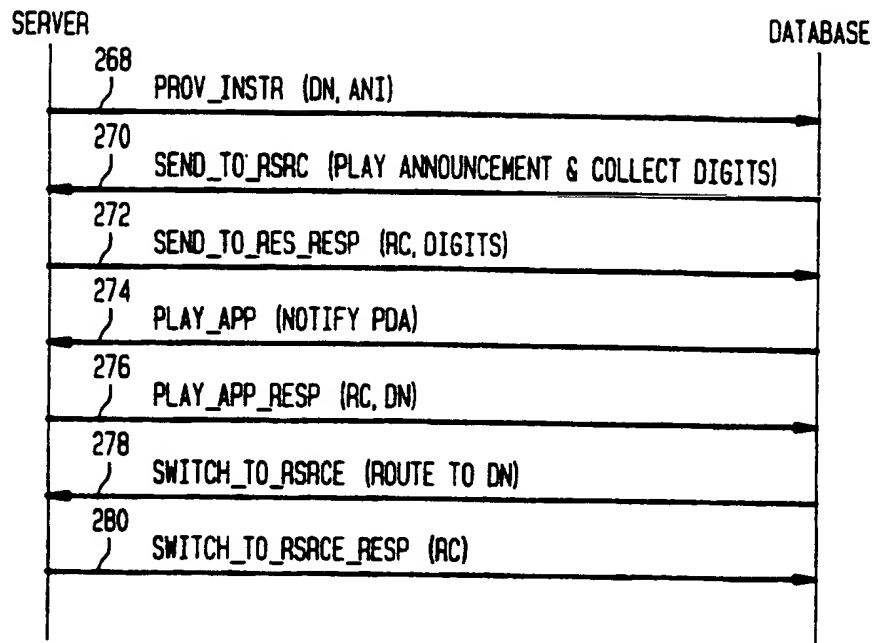 SERVER
DATABASE
268
PROV_INSTR (DN, ANI)
270
SEND_TO_RSRC (PLAY ANNOUNCEMENT & COLLECT DIGITS)
272
SEND_TO_RES_RESP (RC, DIGITS)
274
PLAY_APP (NOTIFY PDA)
276
PLAY_APP_RESP (RC, DN)
278
SWITCH_TO_RSRCE (ROUTE TO DN)
280
SWITCH_TO_RSRCE_RESP (RC)